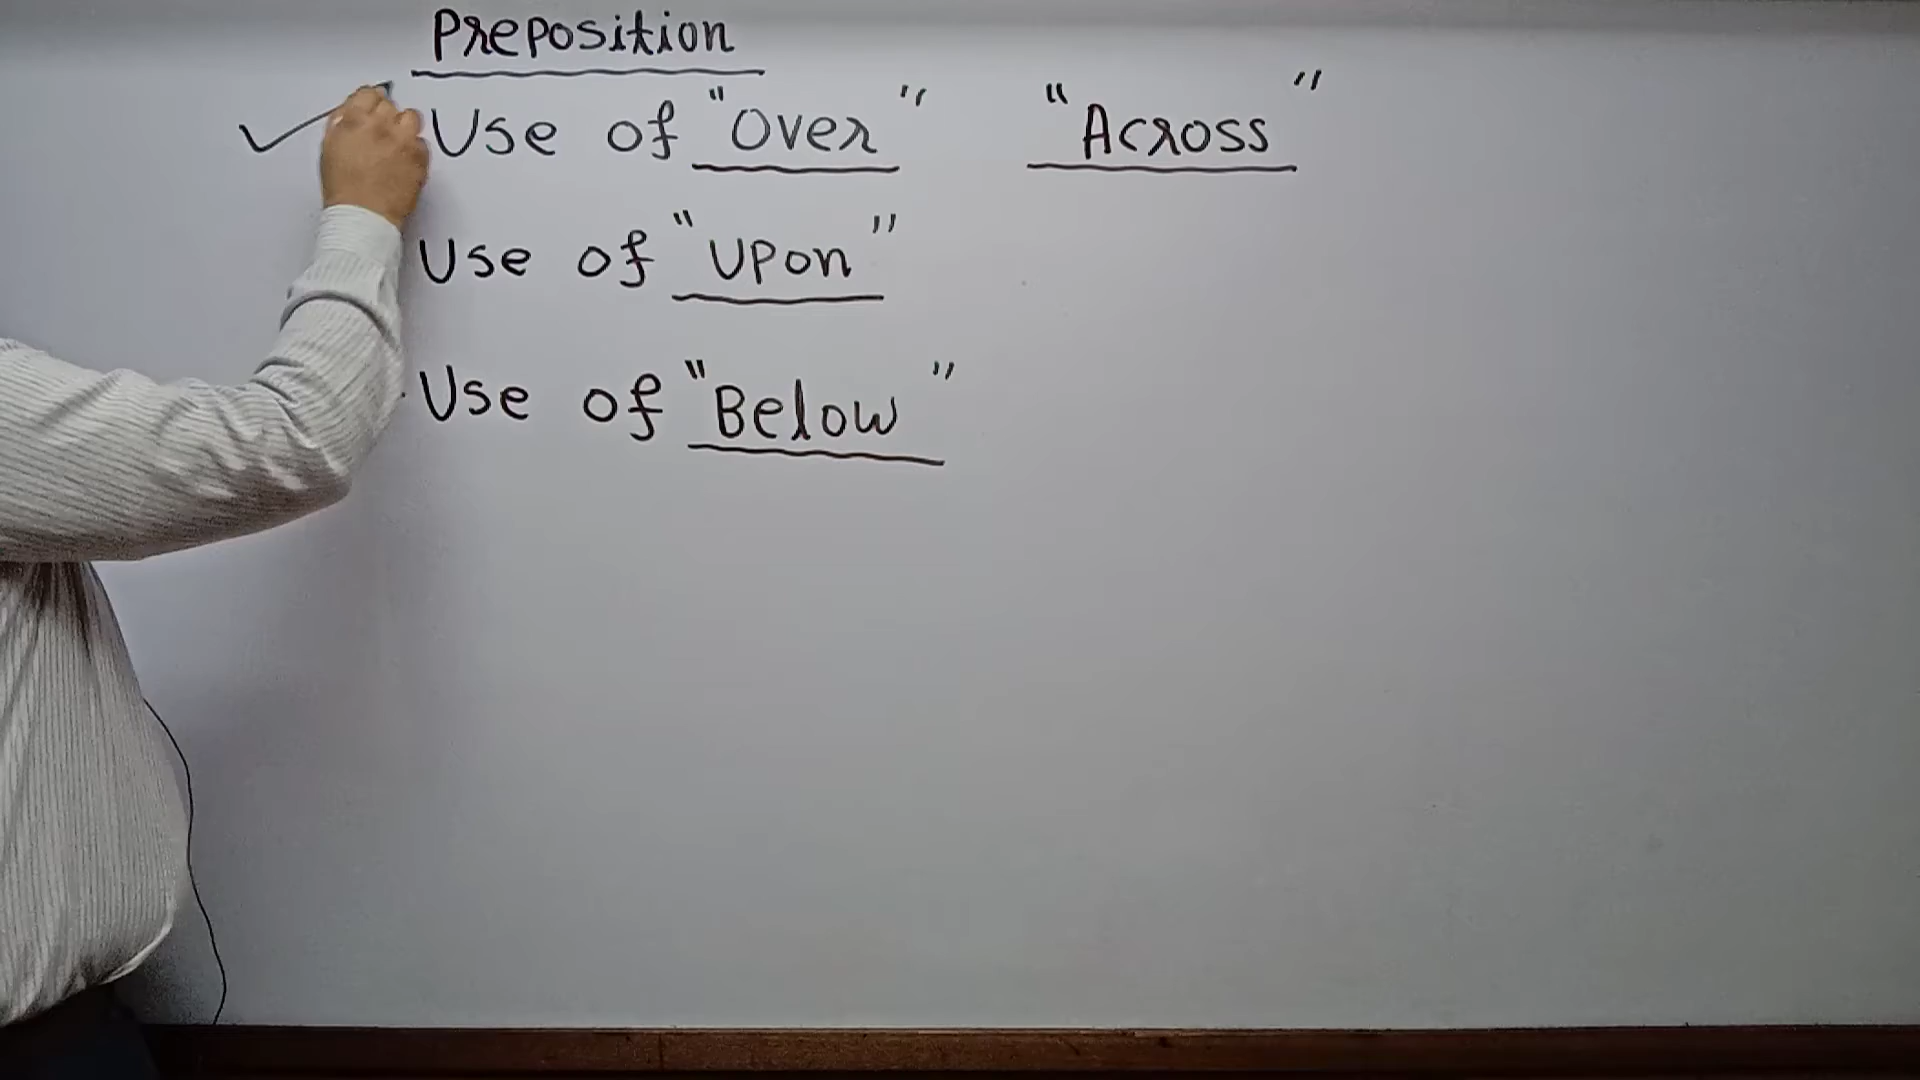 Preposition
Use of "Over" "Across"
Use of "Upon"
Use of "Below"